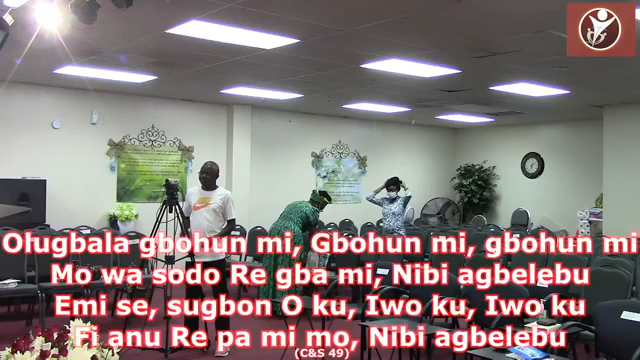 Olugbala gbohun mi, Gbohun mi, gbohun mi
Mo wa sodo Re gba mi, Nibi agbelebu
Emi se, sugbon O ku, Iwo ku, Iwo ku
Fi anu Re pa mi mo, Nibi agbelebu
(C&S 49)